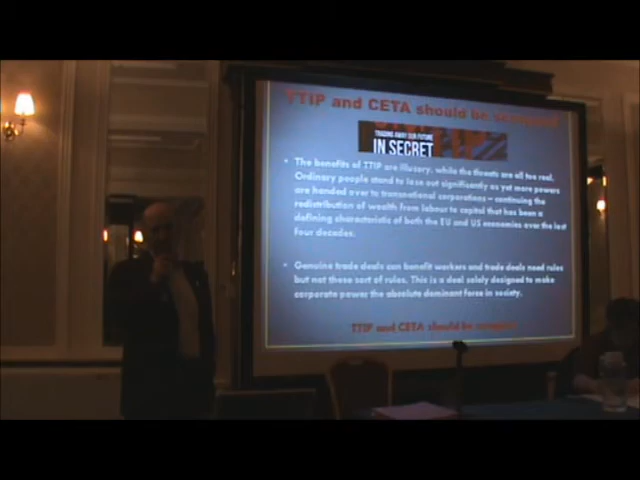 TTIP and CETA should be
TRADING AWAY OUR FUTURE
IN SECRET
• The benefits of TTIP are illusory, while the threats are all too real.
Ordinary people stand to lose out significantly as yet more powers
are handed over to transnational corporations – continuing the
redistribution of wealth from labour to capital that has been a
defining characteristic of both the EU and US economies over the last
four decades.
• Genuine trade deals can benefit workers and trade deals need rules
but not these sort of rules. This is a deal solely designed to make
corporate power the absolute dominant force in society.
TTIP and CETA should be